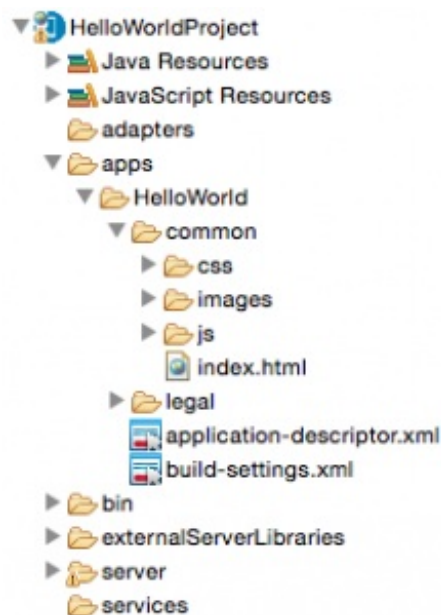 HelloWorldProject
Java Resources
JavaScript Resources
adapters
apps
HelloWorld
common
css
images
js
index.html
legal
application-descriptor.xml
build-settings.xml
bin
externalServerLibraries
server
services